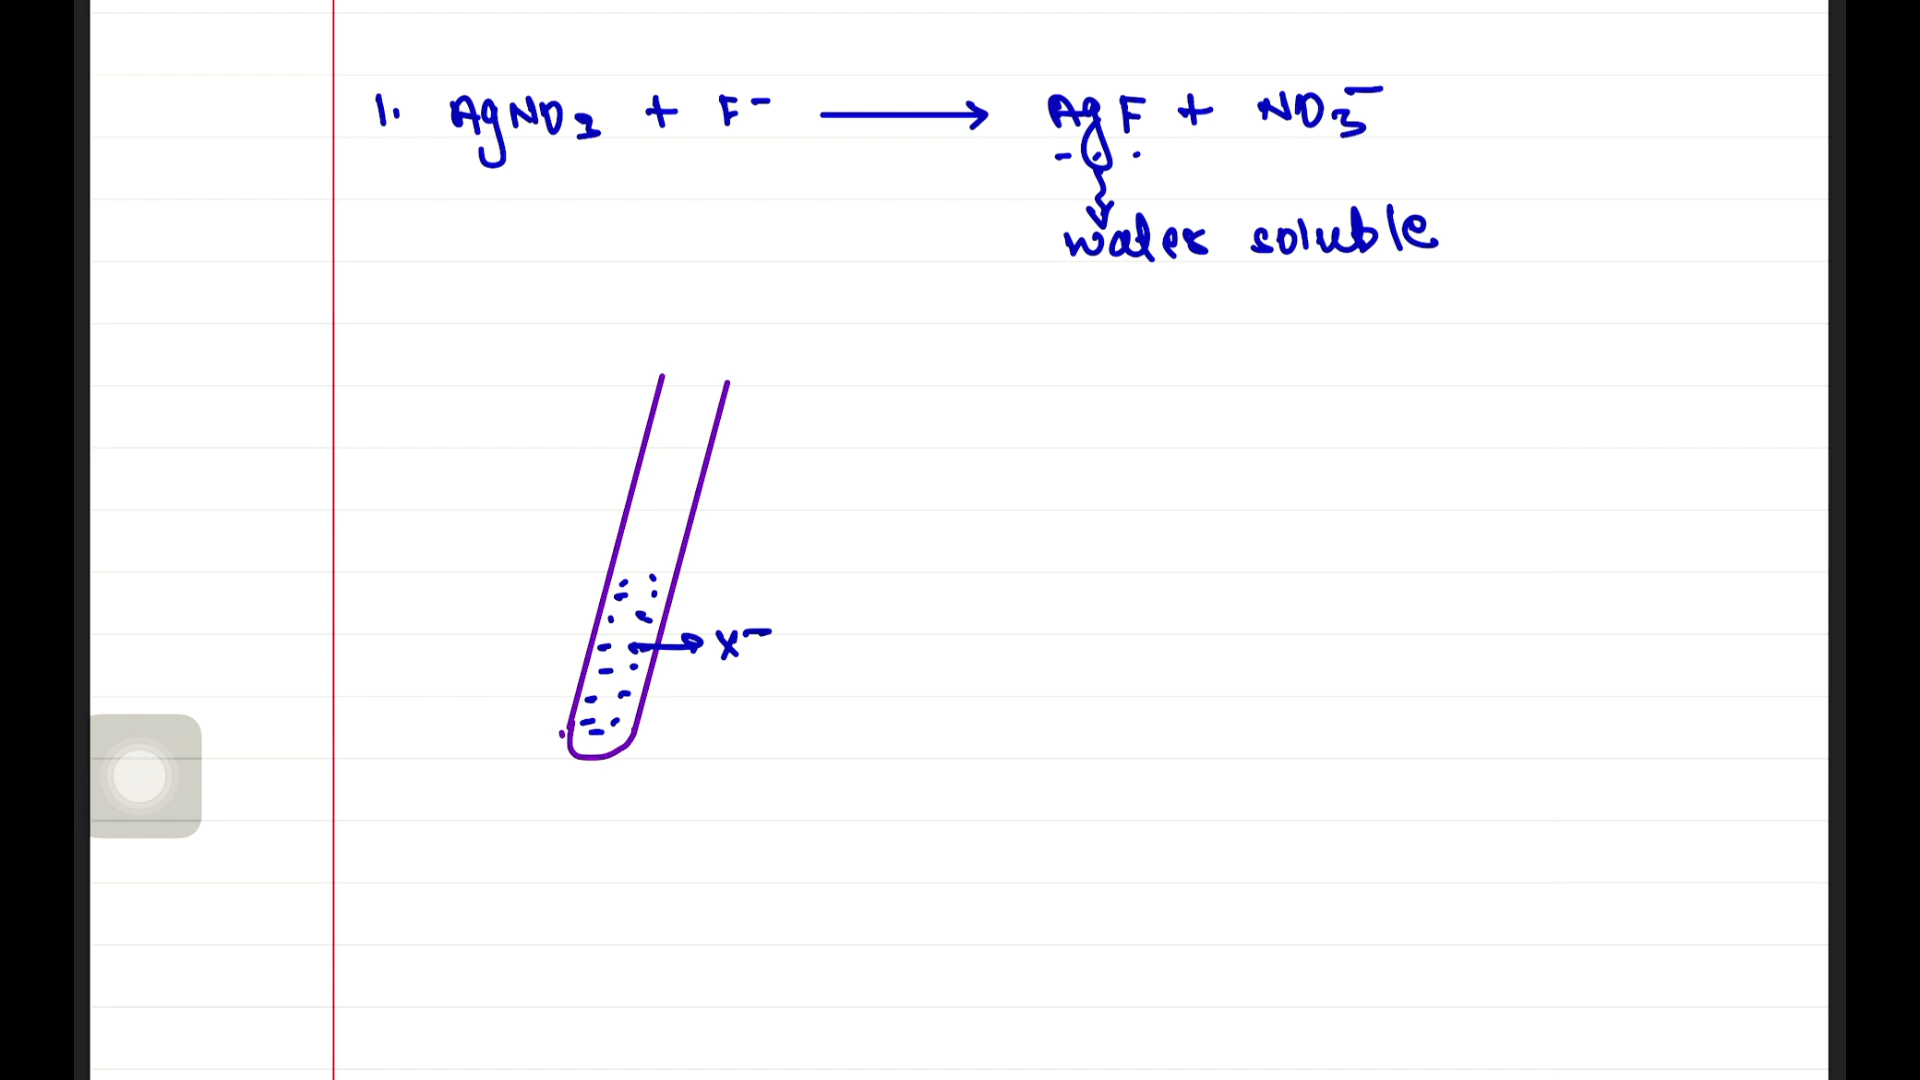 1. AgNO₃ + F⁻ ⟶ AgF + NO₃⁻
water soluble
X⁻